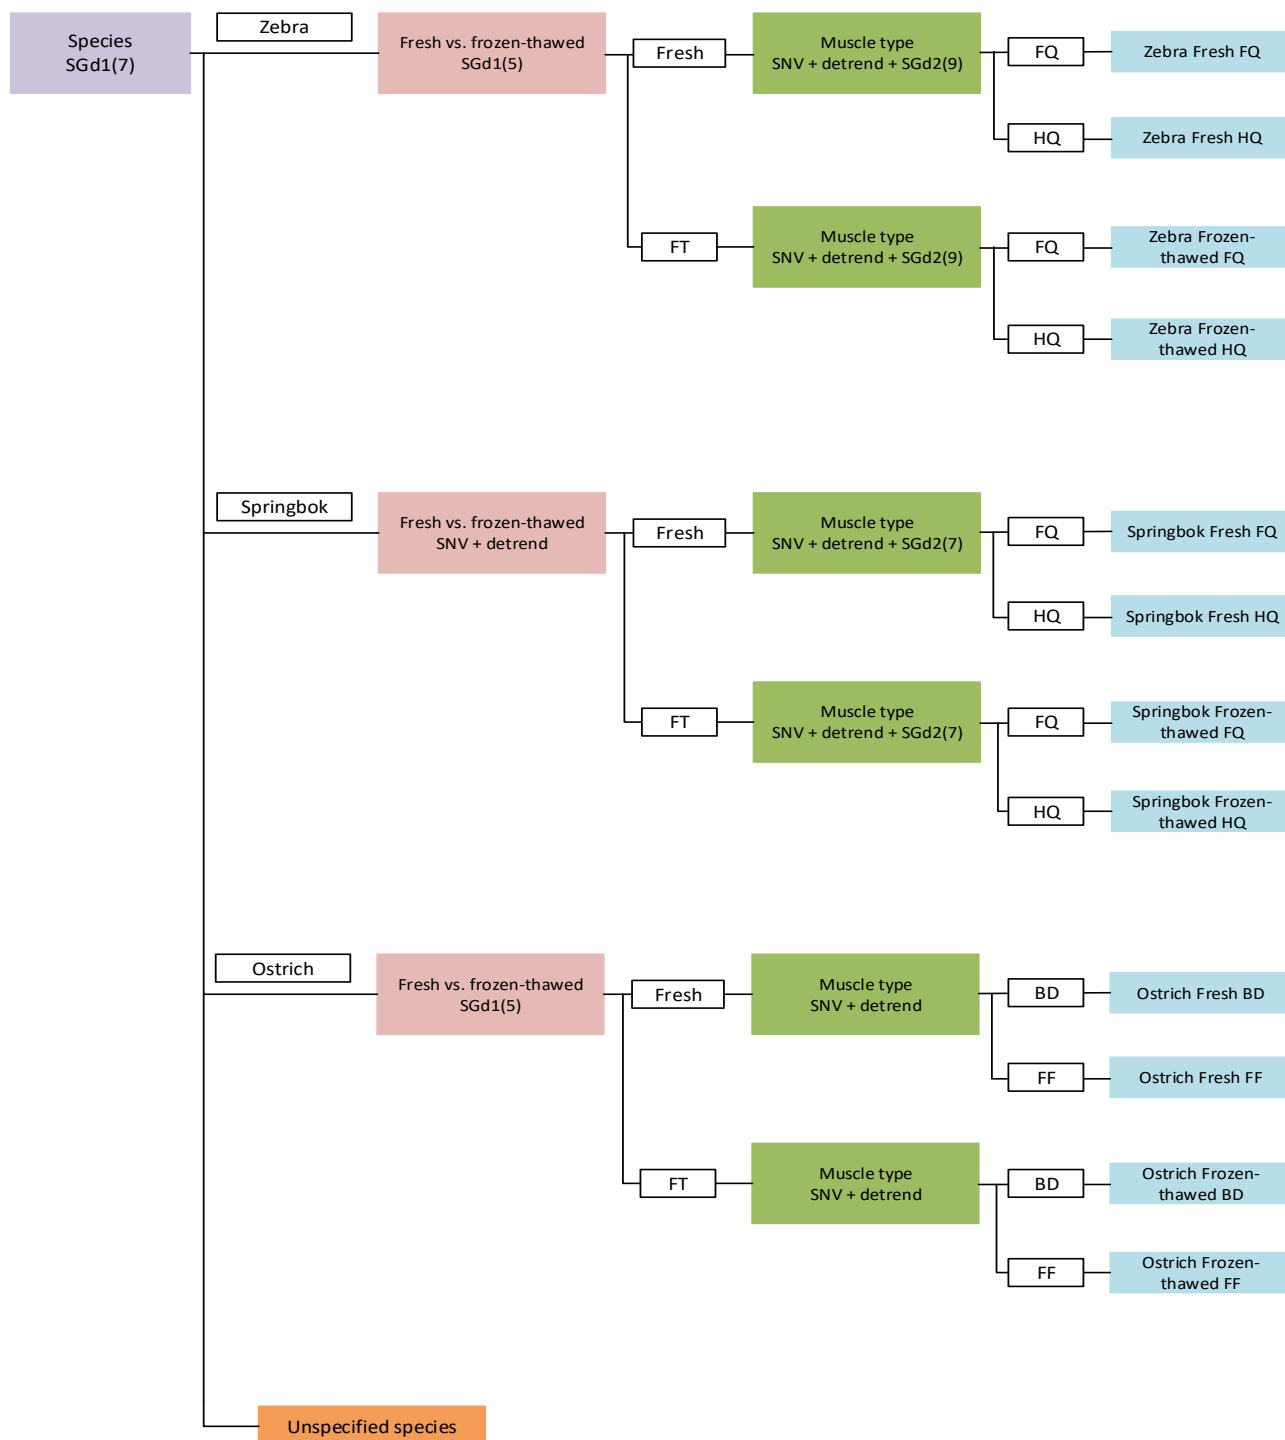 Species
SGd1(7)
Zebra
Fresh vs. frozen-thawed
SGd1(5)
Fresh
Muscle type
SNV + detrend + SGd2(9)
FQ
Zebra Fresh FQ
HQ
Zebra Fresh HQ
FT
Muscle type
SNV + detrend + SGd2(9)
FQ
Zebra Frozen-
thawed FQ
HQ
Zebra Frozen-
thawed HQ
Springbok
Fresh vs. frozen-thawed
SNV + detrend
Fresh
Muscle type
SNV + detrend + SGd2(7)
FQ
Springbok Fresh FQ
HQ
Springbok Fresh HQ
FT
Muscle type
SNV + detrend + SGd2(7)
FQ
Springbok Frozen-
thawed FQ
HQ
Springbok Frozen-
thawed HQ
Ostrich
Fresh vs. frozen-thawed
SGd1(5)
Fresh
Muscle type
SNV + detrend
BD
Ostrich Fresh BD
FF
Ostrich Fresh FF
FT
Muscle type
SNV + detrend
BD
Ostrich Frozen-
thawed BD
FF
Ostrich Frozen-
thawed FF
Unspecified species